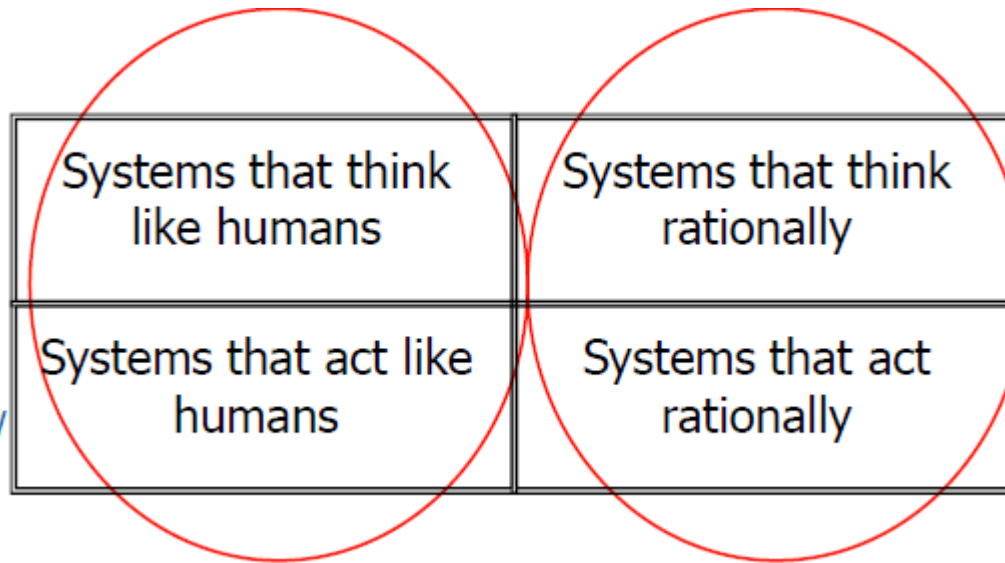 Systems that think
like humans
Systems that think
rationally
Systems that act like
humans
Systems that act
rationally